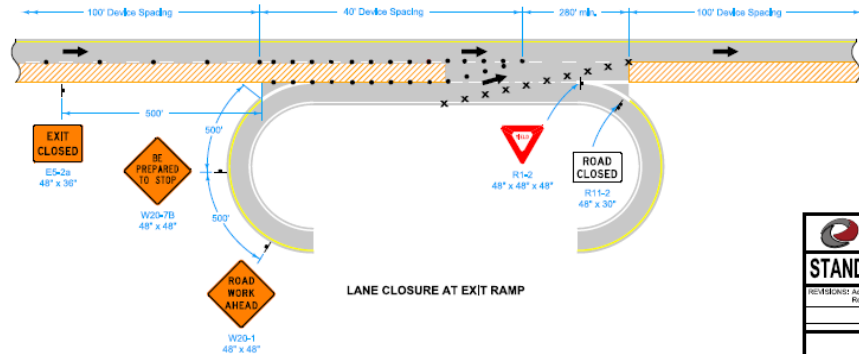 100' Device Spacing
40' Device Spacing
280' min.
100' Device Spacing
500'
EXIT
CLOSED
E5-2a
48" x 36"
500'
BE
PREPARED
TO STOP
W20-7B
48" x 48"
500'
ROAD
WORK
AHEAD
W20-1
48" x 48"
R1-2
48" x 48" x 48"
ROAD
CLOSED
R11-2
48" x 30"
LANE CLOSURE AT EXIT RAMP
STAND
REVISIONS: